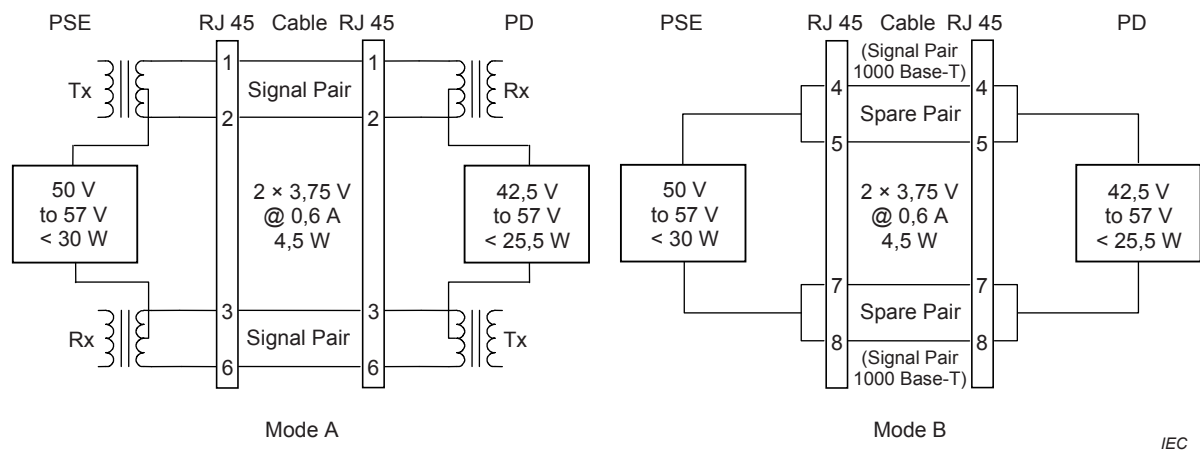 PSE RJ 45 Cable RJ 45 PD
1 1
Tx Signal Pair Rx
2 2
50 V
to 57 V
< 30 W
2 × 3,75 V
@ 0,6 A
4,5 W
42,5 V
to 57 V
< 25,5 W
3 3
Rx Signal Pair Tx
6 6
Mode A
PSE RJ 45 Cable RJ 45 PD
(Signal Pair
1000 Base-T)
4 4
Spare Pair
5 5
50 V
to 57 V
< 30 W
2 × 3,75 V
@ 0,6 A
4,5 W
42,5 V
to 57 V
< 25,5 W
7 7
Spare Pair
8 8
(Signal Pair
1000 Base-T)
Mode B
IEC